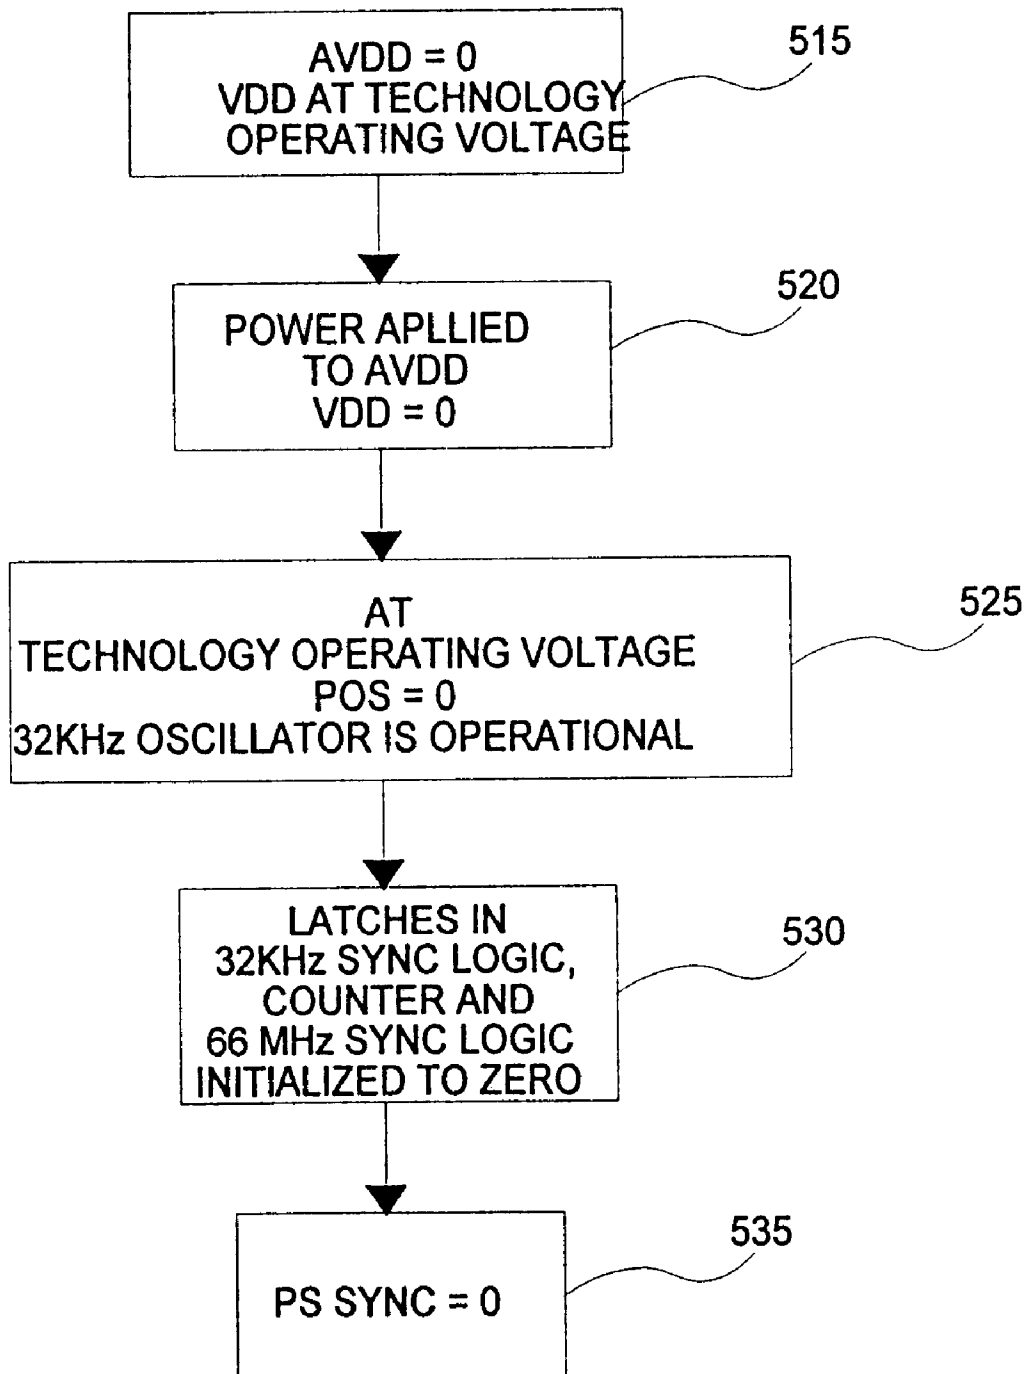 AVDD = 0
VDD AT TECHNOLOGY
OPERATING VOLTAGE
515
POWER APLLIED
TO AVDD
VDD = 0
520
AT
TECHNOLOGY OPERATING VOLTAGE
POS = 0
32KHz OSCILLATOR IS OPERATIONAL
525
LATCHES IN
32KHz SYNC LOGIC,
COUNTER AND
66 MHz SYNC LOGIC
INITIALIZED TO ZERO
530
PS SYNC = 0
535